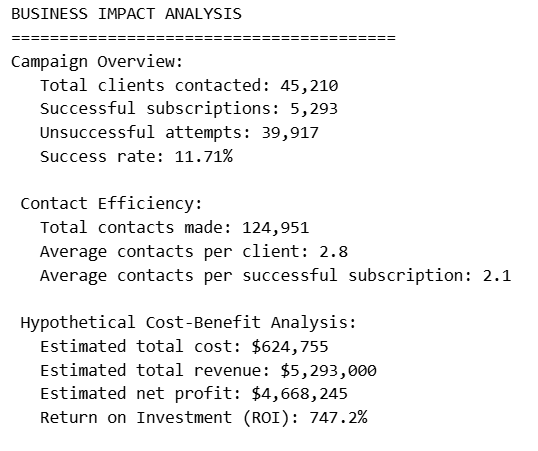 BUSINESS IMPACT ANALYSIS
========================================
Campaign Overview:
Total clients contacted: 45,210
Successful subscriptions: 5,293
Unsuccessful attempts: 39,917
Success rate: 11.71%
Contact Efficiency:
Total contacts made: 124,951
Average contacts per client: 2.8
Average contacts per successful subscription: 2.1
Hypothetical Cost-Benefit Analysis:
Estimated total cost: $624,755
Estimated total revenue: $5,293,000
Estimated net profit: $4,668,245
Return on Investment (ROI): 747.2%